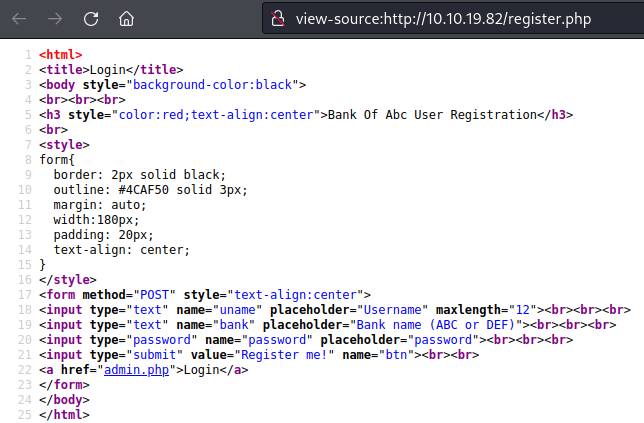 view-source:http://10.10.19.82/register.php
1 <html>
2 <title>Login</title>
3 <body style="background-color:black">
4 <br><br><br>
5 <h3 style="color:red;text-align:center">Bank Of Abc User Registration</h3>
6 <br>
7 <style>
8 form{
9   border: 2px solid black;
10   outline: #4CAF50 solid 3px;
11   margin: auto;
12   width:180px;
13   padding: 20px;
14   text-align: center;
15 }
16 </style>
17 <form method="POST" style="text-align:center">
18 <input type="text" name="uname" placeholder="Username" maxlength="12"><br><br><br>
19 <input type="text" name="bank" placeholder="Bank name (ABC or DEF)"><br><br><br>
20 <input type="password" name="password" placeholder="password"><br><br><br>
21 <input type="submit" value="Register me!" name="btn"><br><br>
22 <a href="admin.php">Login</a>
23 </form>
24 </body>
25 </html>